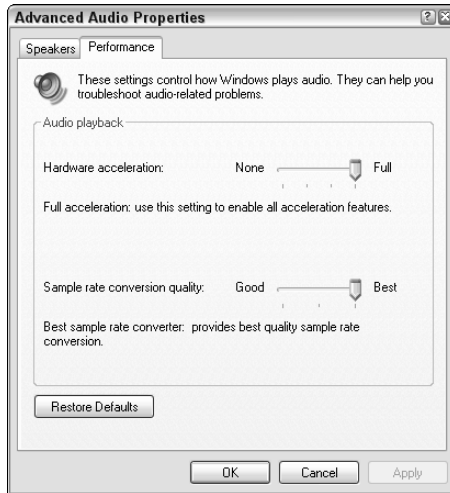 Advanced Audio Properties
Speakers Performance
These settings control how Windows plays audio. They can help you
troubleshoot audio-related problems.
Audio playback
Hardware acceleration: None Full
Full acceleration: use this setting to enable all acceleration features.
Sample rate conversion quality: Good Best
Best sample rate converter: provides best quality sample rate
conversion.
Restore Defaults
OK Cancel Apply